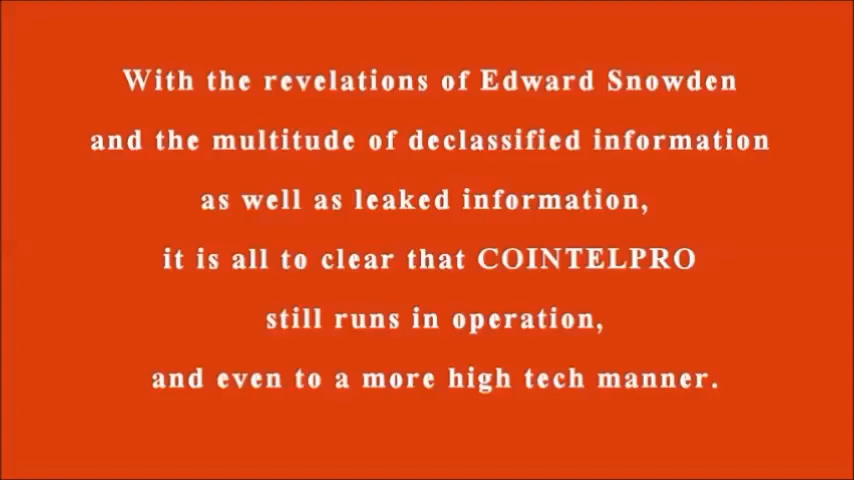 With the revelations of Edward Snowden
and the multitude of declassified information
as well as leaked information,
it is all to clear that COINTELPRO
still runs in operation,
and even to a more high tech manner.